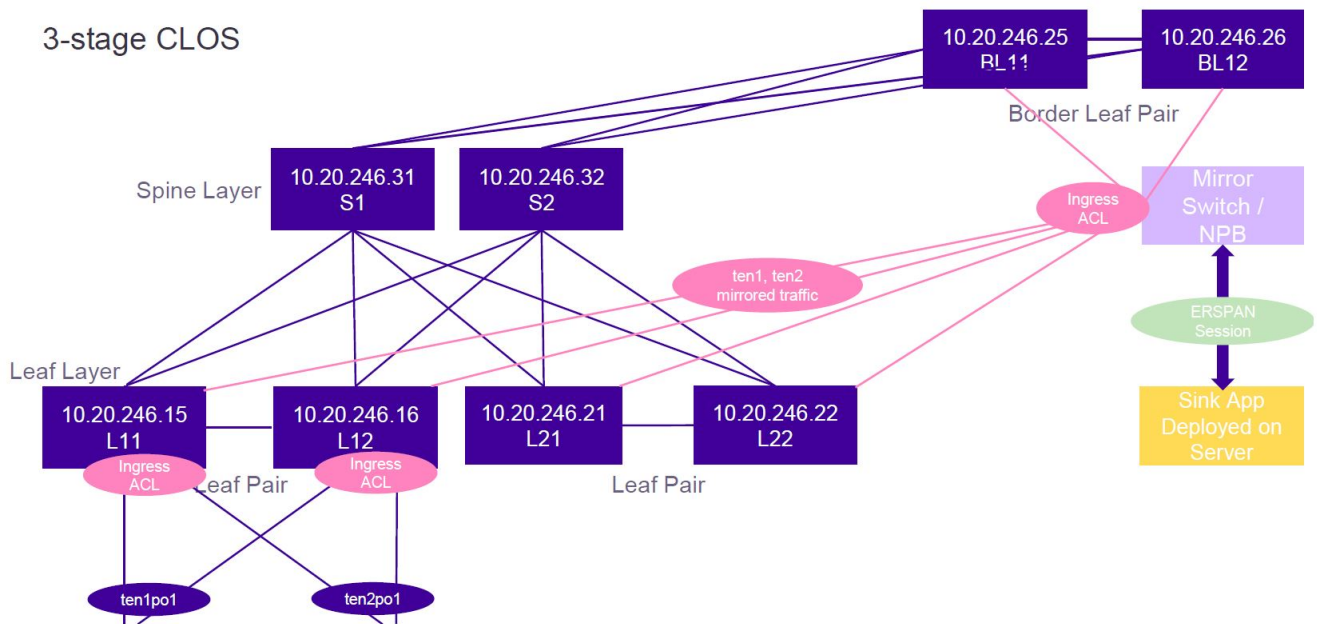 3-stage CLOS
10.20.246.25
BL11
10.20.246.26
BL12
Border Leaf Pair
Spine Layer
10.20.246.31
S1
10.20.246.32
S2
Ingress
ACL
Mirror
Switch /
NPB
ten1, ten2
mirrored traffic
ERSPAN
Session
Leaf Layer
10.20.246.15
L11
10.20.246.16
L12
10.20.246.21
L21
10.20.246.22
L22
Sink App
Deployed on
Server
Ingress
ACL
Leaf Pair
Ingress
ACL
Leaf Pair
ten1po1
ten2po1